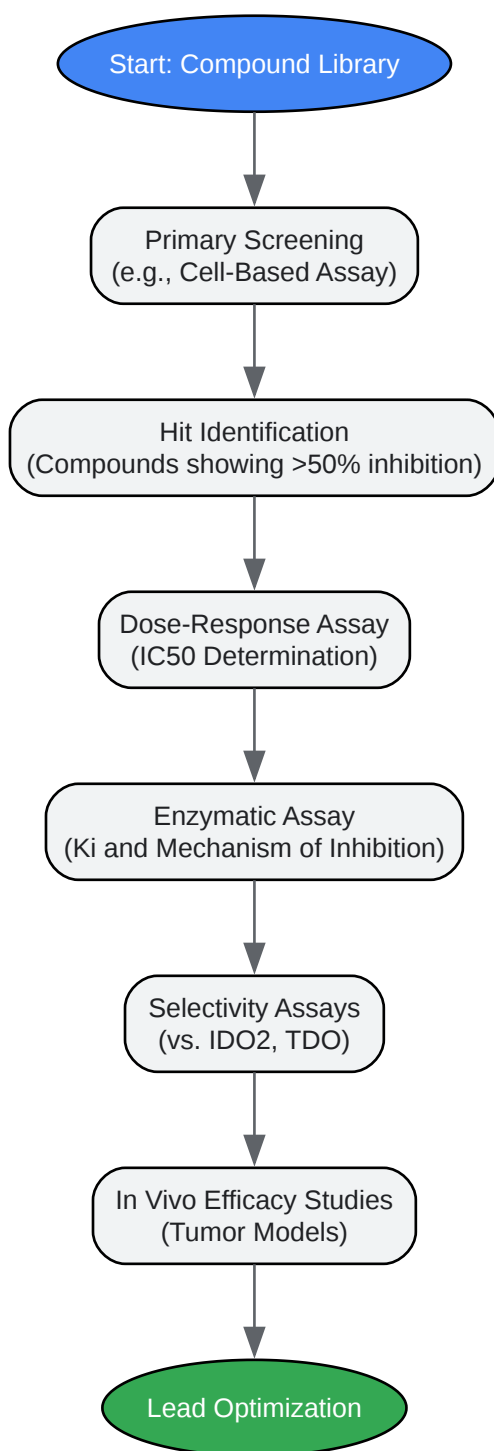 Start: Compound Library
Primary Screening
(e.g., Cell-Based Assay)
Hit Identification
(Compounds showing >50% inhibition)
Dose-Response Assay
(IC50 Determination)
Enzymatic Assay
(Ki and Mechanism of Inhibition)
Selectivity Assays
(vs. IDO2, TDO)
In Vivo Efficacy Studies
(Tumor Models)
Lead Optimization